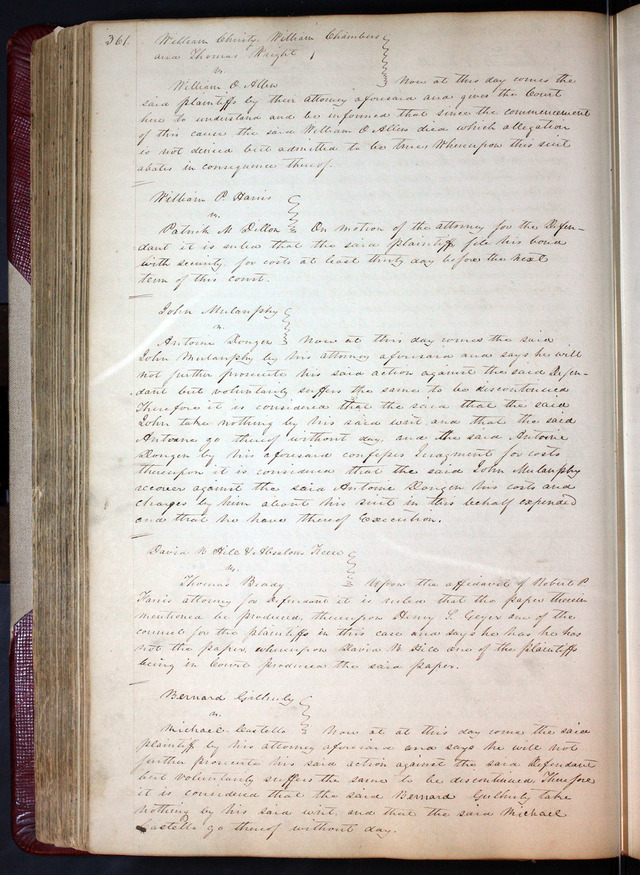 361.
William Christy, William Chambers
and Thomas Wright
vs.
William O Allen Now at this day comes the
said plaintiffs by their attorney aforesaid and gives the Court
here to understand and be informed that since the commencement
of this cause the said William O Allen died which allegation
is not denied but admitted to be true Whereupon this suit
abates in consequence thereof.
William P Harris
vs.
Patrick M Dillon On motion of the attorney for the Defen-
dant it is ruled that the said plaintiff file his bond
with security for costs at least thirty day before the next
term of this court.
John Mulanphy
vs.
Antoine Dongen Now at this day comes the said
John Mulanphy by his attorney aforesaid and says he will
not further prosecute his said action against the said Defen-
dant but voluntarily suffers the same to be discontinued
Therefore it is considered that the said that the said
John take nothing by his said writ and that the said
Antoine go thereof without day, and the said Antoine
Dongen by his aforesaid confesses Judgment for costs
thereupon it is considered that the said John Mulanphy
recover against the said Antoine Dongen his costs and
charges by him about his suit in this behalf expended
and that he have thereof Execution.
David N Hill & Absalom
vs.
Thomas Brady Upon the affidavit of Robert P
Farris attorney for Defendant it is ruled that the paper therein
mentioned be produced, thereupon Henry S. Geyer one of the
council for the plaintiffs in this case and says he has he has
not the paper, whereupon David N Hill one of the plaintiffs
being in Court produced the said paper.
Bernard Gilhuly
vs.
Michael Costello Now at at this day come the said
plaintiff by his attorney aforesaid and says he will not
further prosecute his said action against the said Defendant
but voluntarily suffers the same to be discontinued Therefore
it is considered that the said Bernard Gilhuly take
nothing by his said writ and that the said Michael
Costello go thereof without day.